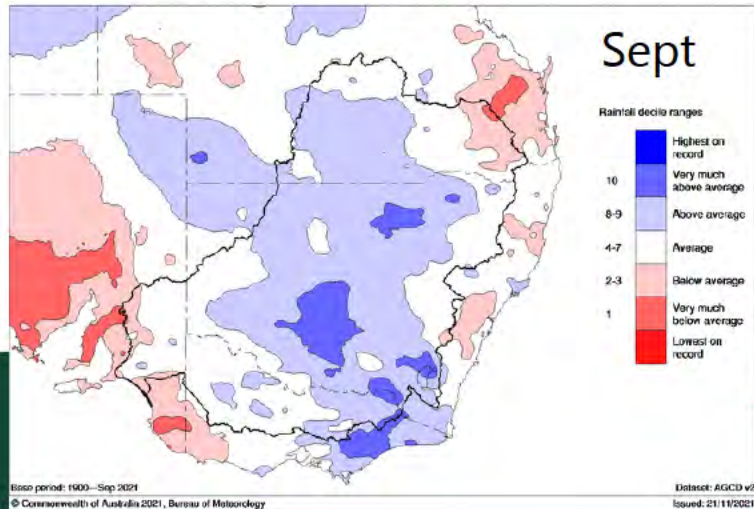 Sept
Rainfall decile ranges
Highest on
record
10
Very much
above average
8-9
Above average
4-7
Average
2-3
Below average
1
Very much
below average
Lowest on
record
Base period: 1900—Sep 2021
Dataset: AGCD v2
© Commonwealth of Australia 2021, Bureau of Meteorology
Issued: 21/11/2021